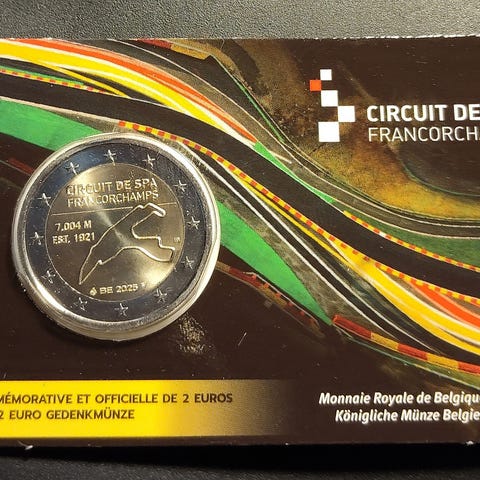 CIRCUIT DE
FRANCORCHA
CIRCUIT DE SPA
FRANCORCHAMPS
7.004 M
EST. 1921
BE 2025
MÉMORATIVE ET OFFICIELLE DE 2 EUROS
2 EURO GEDENKMÜNZE
Monnaie Royale de Belgique
Königliche Münze Belgie